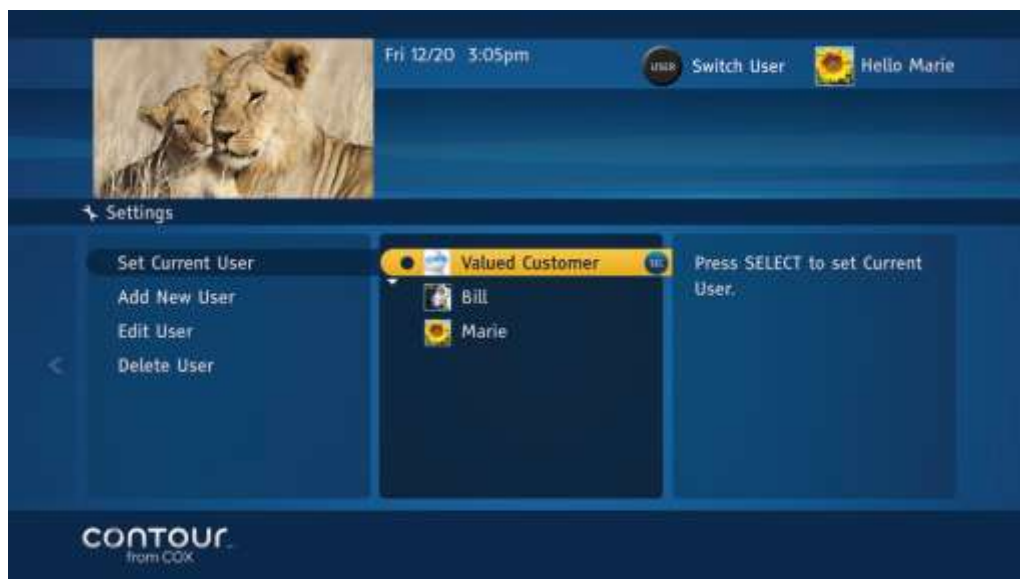 Fri 12/20 3:05pm
USER Switch User
Hello Marie
Settings
Set Current User
Add New User
Edit User
Delete User
Valued Customer SEL
Bill
Marie
Press SELECT to set Current
User.
contour
from COX